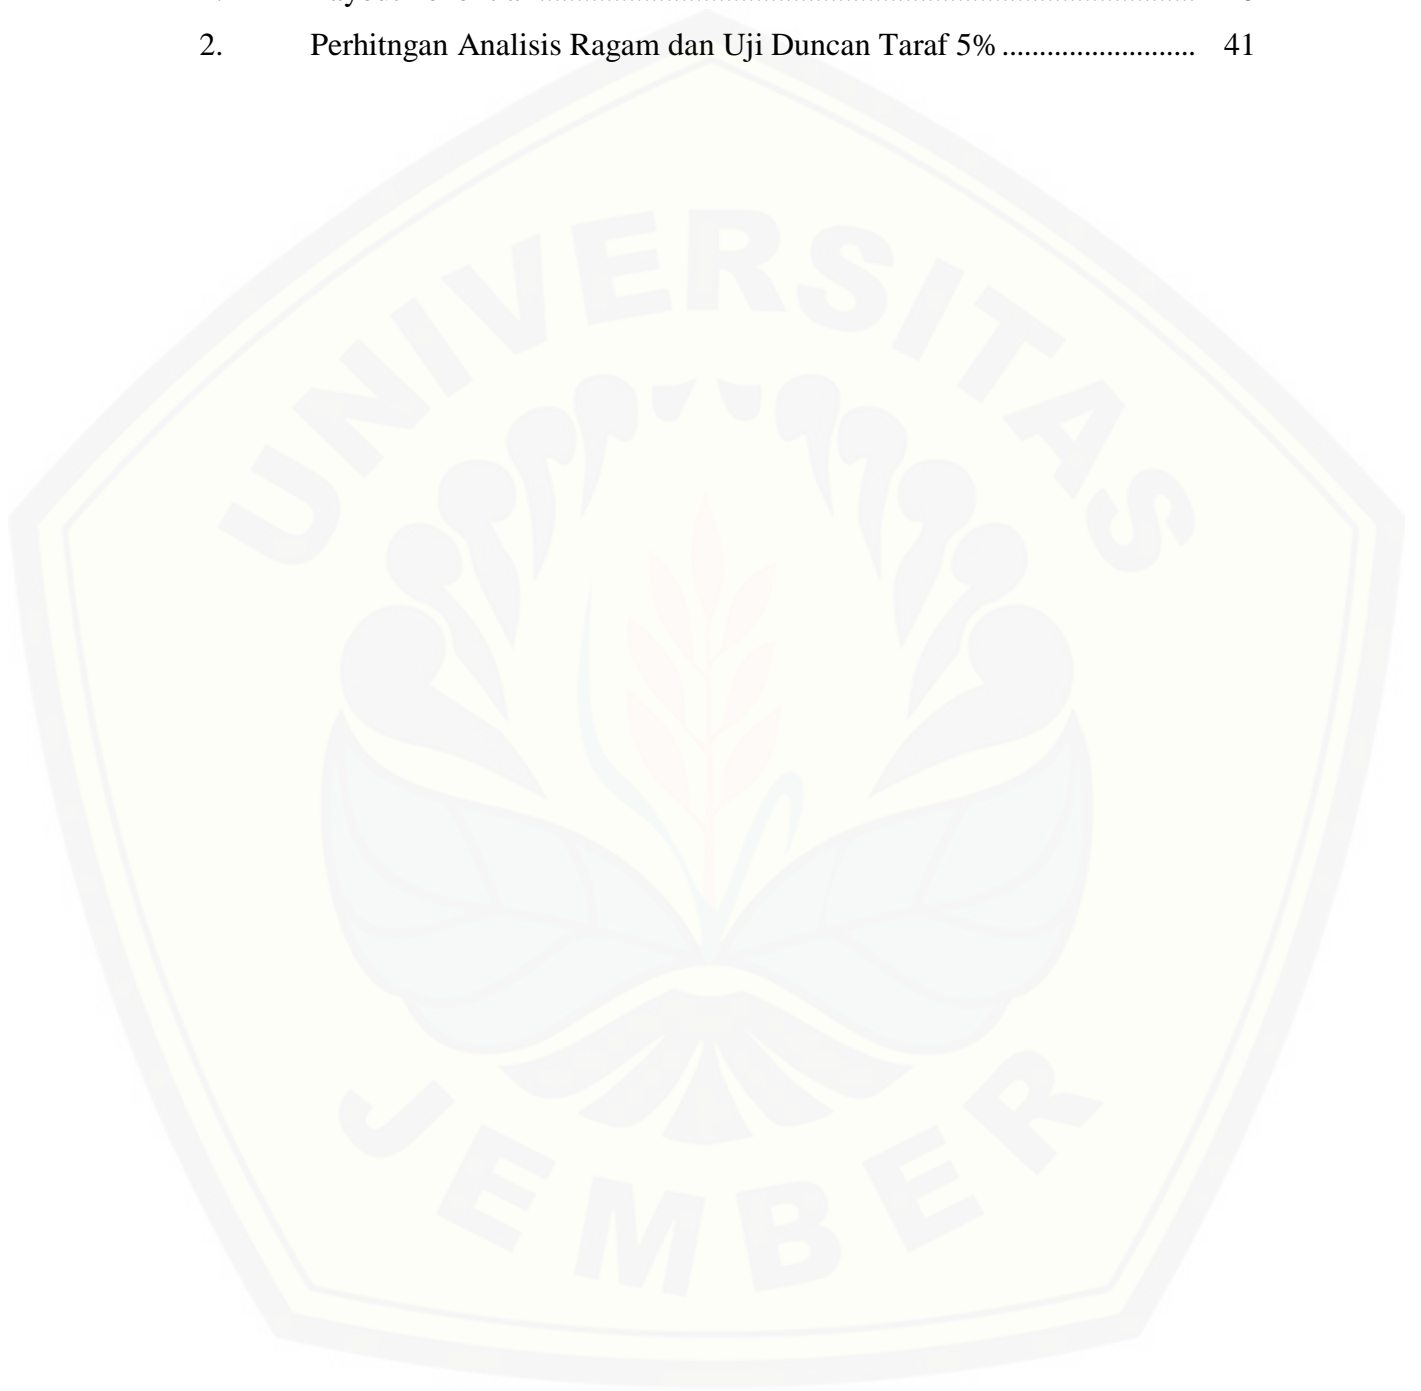 2. Perhitngan Analisis Ragam dan Uji Duncan Taraf 5% ......................... 41
UNIVERSITAS
JEMBER